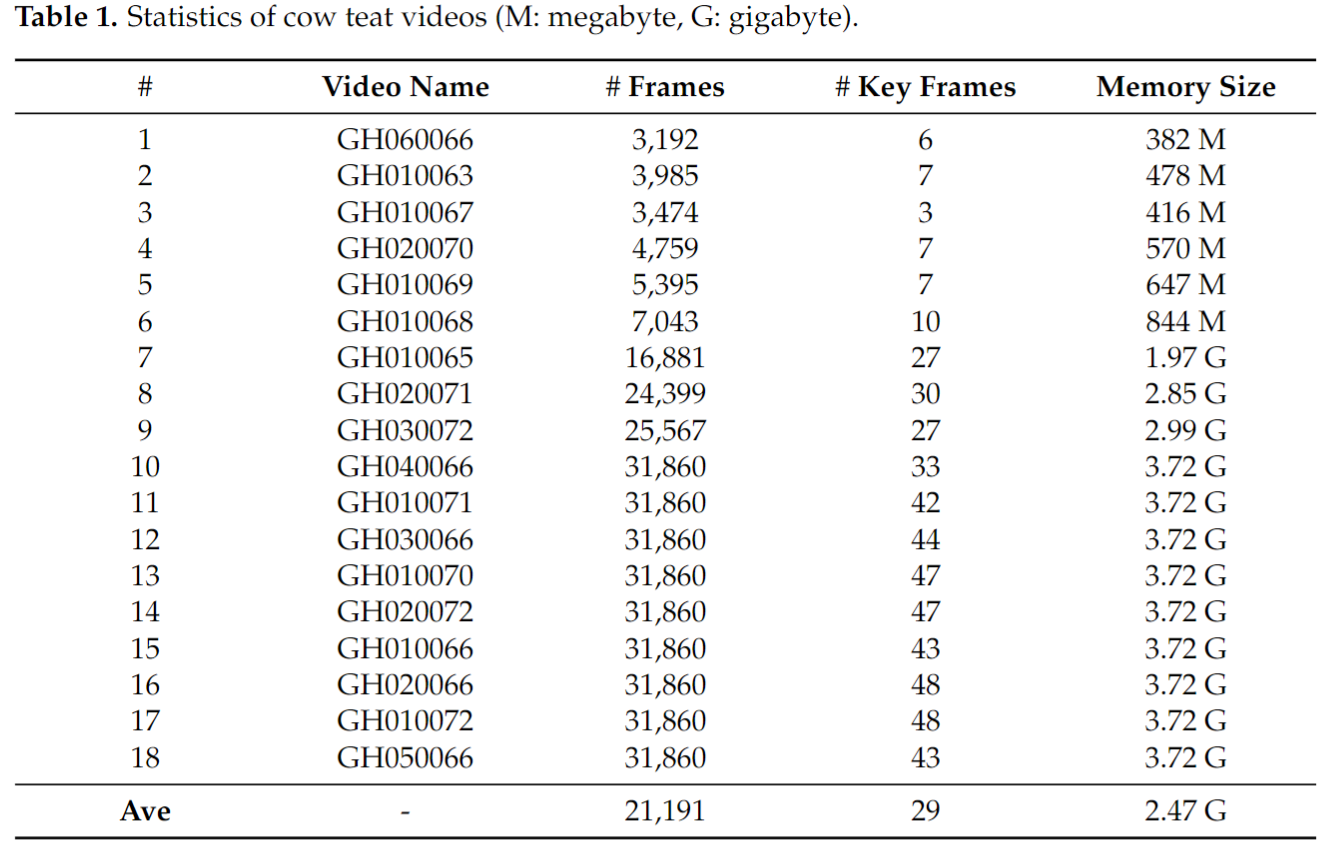 Table 1. Statistics of cow teat videos (M: megabyte, G: gigabyte).
# Video Name # Frames # Key Frames Memory Size
1 GH060066 3,192 6 382 M
2 GH010063 3,985 7 478 M
3 GH010067 3,474 3 416 M
4 GH020070 4,759 7 570 M
5 GH010069 5,395 7 647 M
6 GH010068 7,043 10 844 M
7 GH010065 16,881 27 1.97 G
8 GH020071 24,399 30 2.85 G
9 GH030072 25,567 27 2.99 G
10 GH040066 31,860 33 3.72 G
11 GH010071 31,860 42 3.72 G
12 GH030066 31,860 44 3.72 G
13 GH010070 31,860 47 3.72 G
14 GH020072 31,860 47 3.72 G
15 GH010066 31,860 43 3.72 G
16 GH020066 31,860 48 3.72 G
17 GH010072 31,860 48 3.72 G
18 GH050066 31,860 43 3.72 G
Ave - 21,191 29 2.47 G